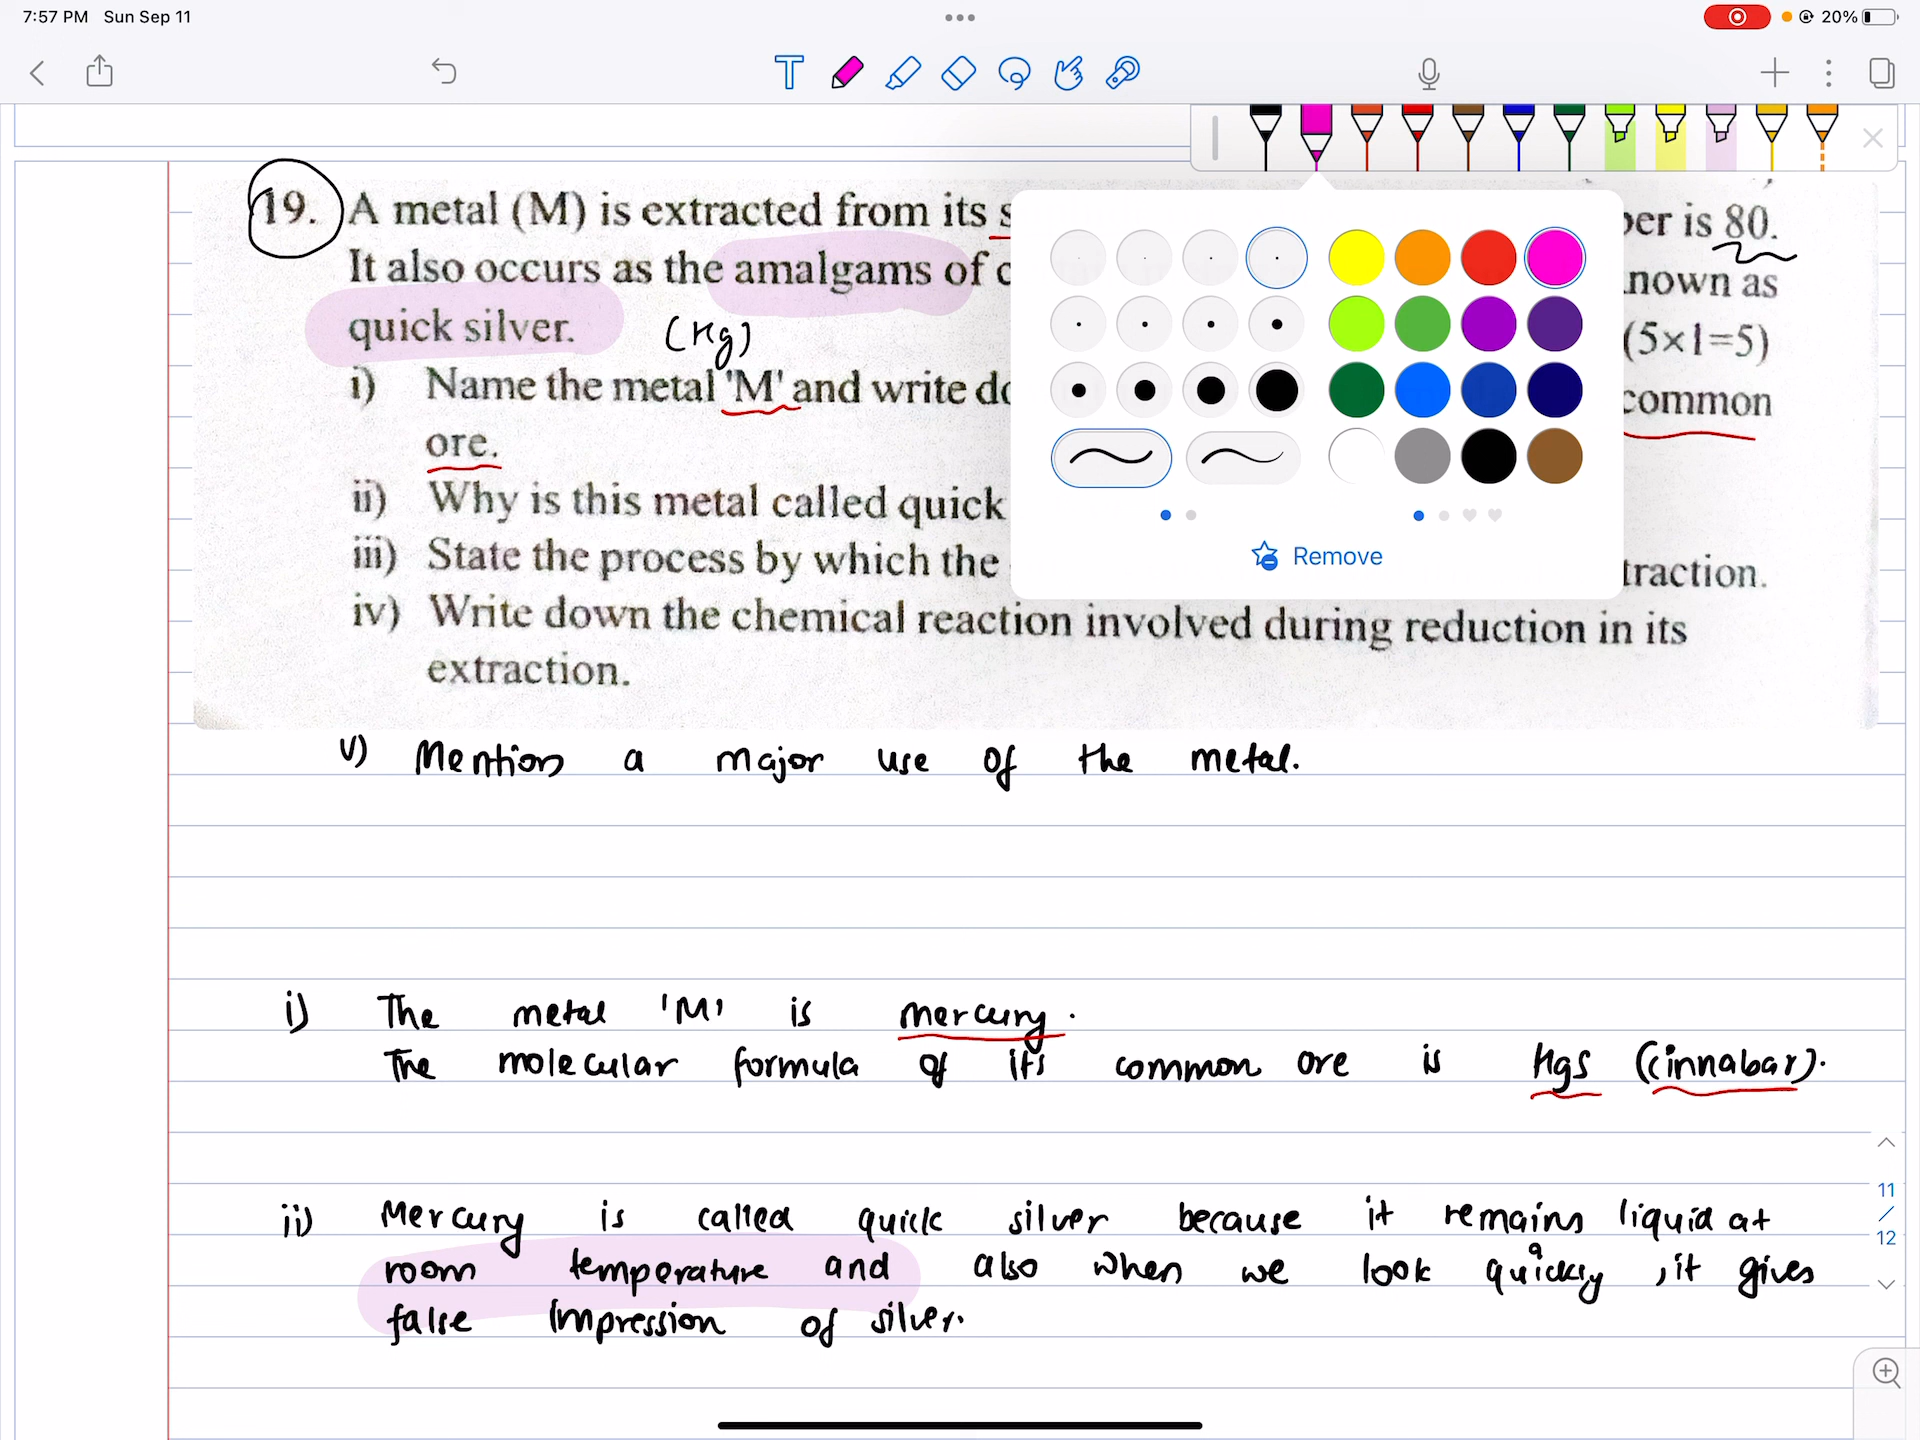 7:57 PM Sun Sep 11
20%
19. A metal (M) is extracted from its s
ber is 80.
It also occurs as the amalgams of
nown as
quick silver. (Hg)
(5×1=5)
i) Name the metal 'M' and write do
common
ore.
ii) Why is this metal called quick
iii) State the process by which the
traction.
iv) Write down the chemical reaction involved during reduction in its
extraction.
Remove
v) Mention a major use of the metal.
i) The metal 'M' is mercury.
The molecular formula of its common ore is HgS (cinnabar).
ii) Mercury is called quick silver because it remains liquid at
room temperature and also when we look quickly, it gives
false impression of silver.
11
/
12